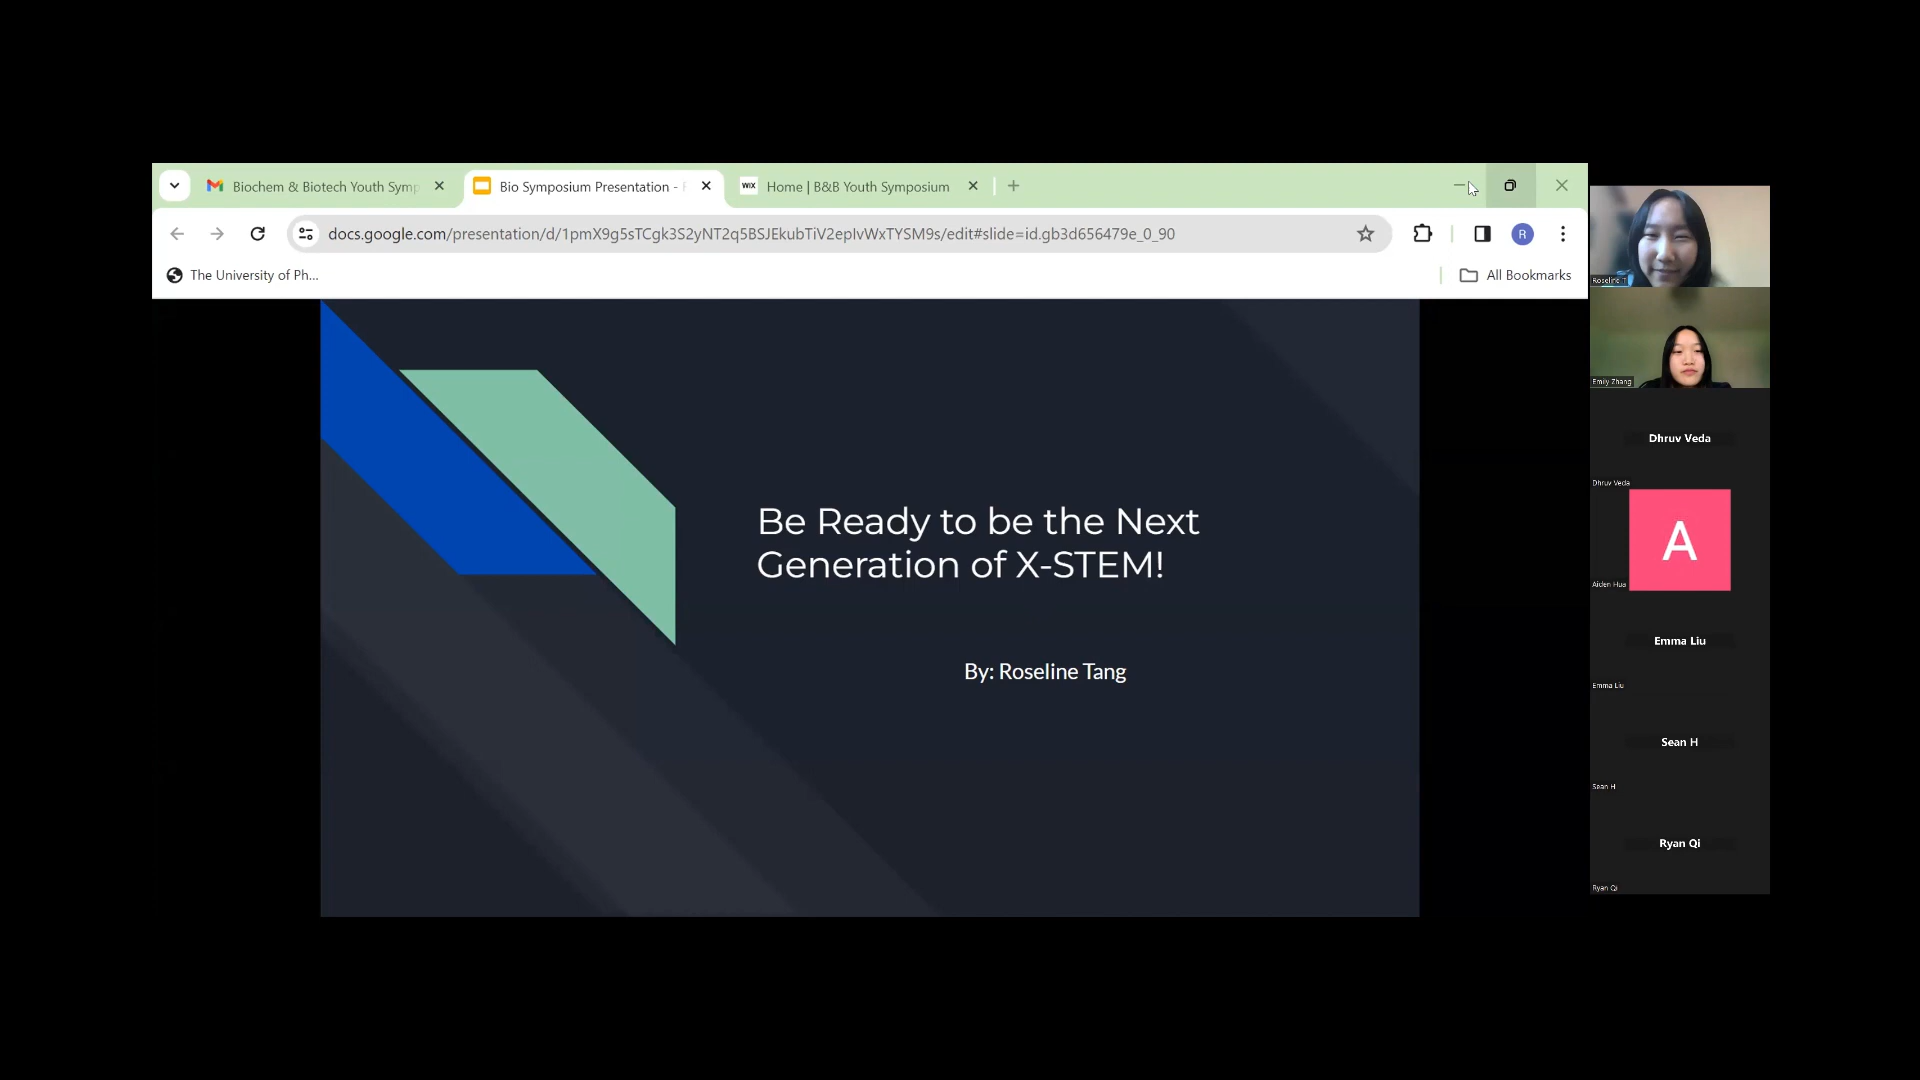 Biochem & Biotech Youth Symp
Bio Symposium Presentation -
WIX
Home | B&B Youth Symposium
docs.google.com/presentation/d/1pmX9g5sTCgk3S2yNT2q5BSJEkubTiV2epIvWxTYSM9s/edit#slide=id.gb3d656479e_0_90
R
The University of Ph...
All Bookmarks
Be Ready to be the Next
Generation of X-STEM!
By: Roseline Tang
Roseline T
Emily Zhang
Dhruv Veda
Dhruv Veda
A
Aiden Hua
Emma Liu
Emma Liu
Sean H
Sean H
Ryan Qi
Ryan Qi